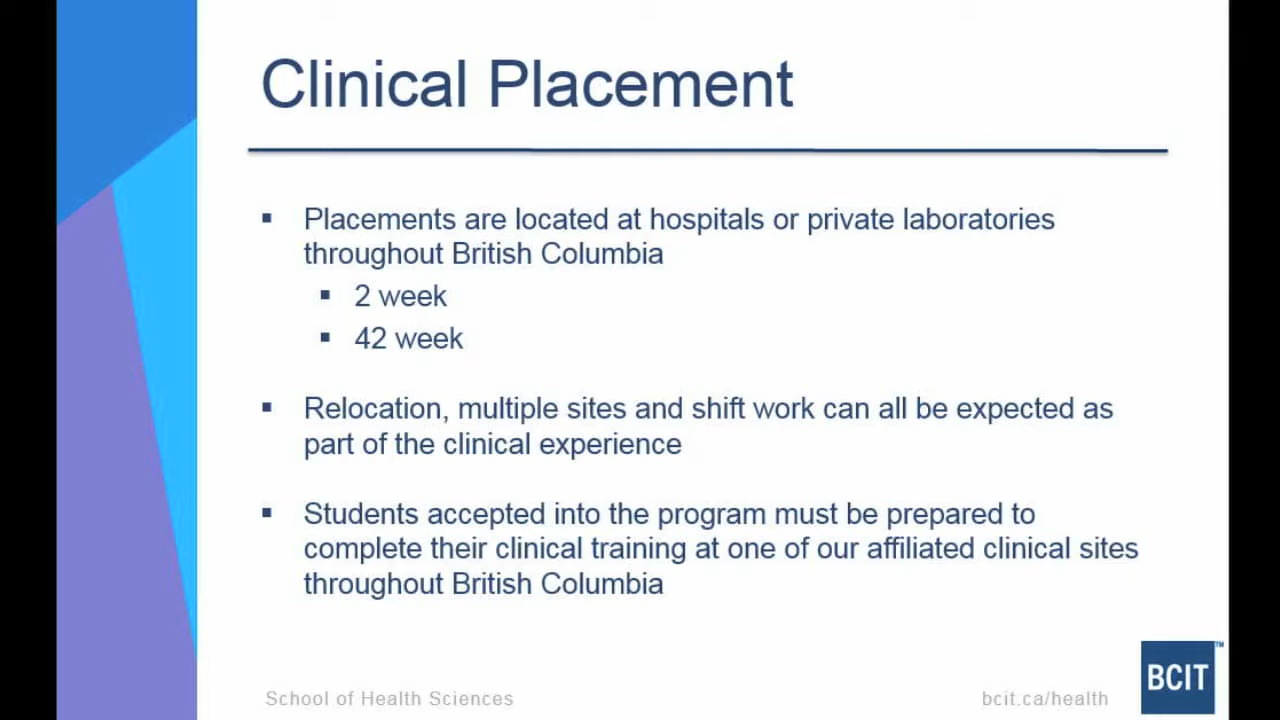 Clinical Placement
▪ Placements are located at hospitals or private laboratories
throughout British Columbia
▪ 2 week
▪ 42 week
▪ Relocation, multiple sites and shift work can all be expected as
part of the clinical experience
▪ Students accepted into the program must be prepared to
complete their clinical training at one of our affiliated clinical sites
throughout British Columbia
School of Health Sciences
bcit.ca/health
BCIT™